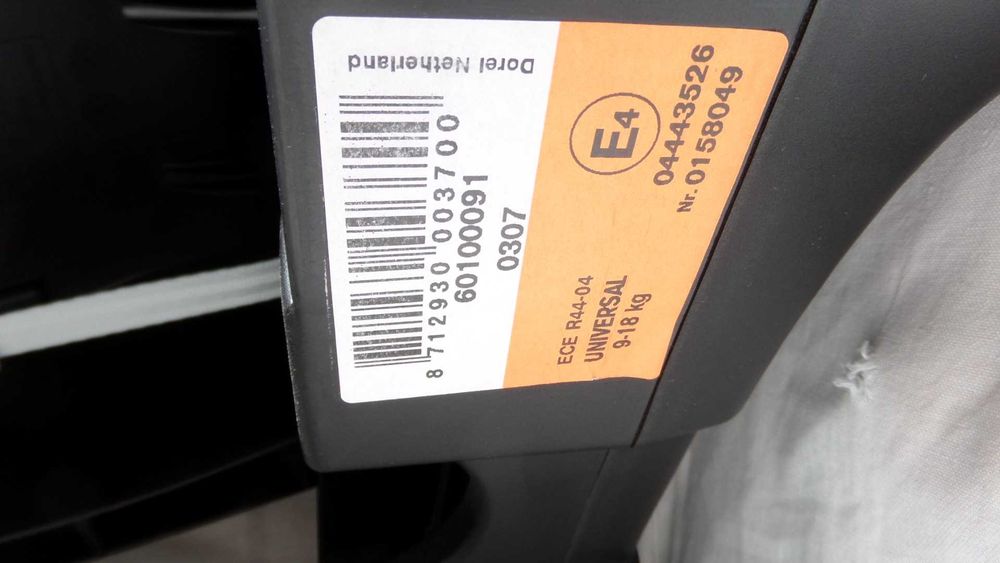 ECE R44-04
UNIVERSAL
9-18 kg
E4
04443526
Nr. 0158049
Dorel Netherland
8 712930 003700
60100091
0307